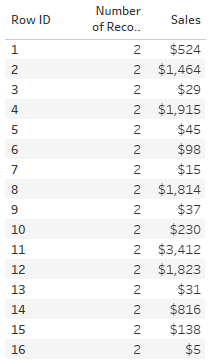 Row ID Number of Reco.. Sales
1 2 $524
2 2 $1,464
3 2 $29
4 2 $1,915
5 2 $45
6 2 $98
7 2 $15
8 2 $1,814
9 2 $37
10 2 $230
11 2 $3,412
12 2 $1,823
13 2 $31
14 2 $816
15 2 $138
16 2 $5